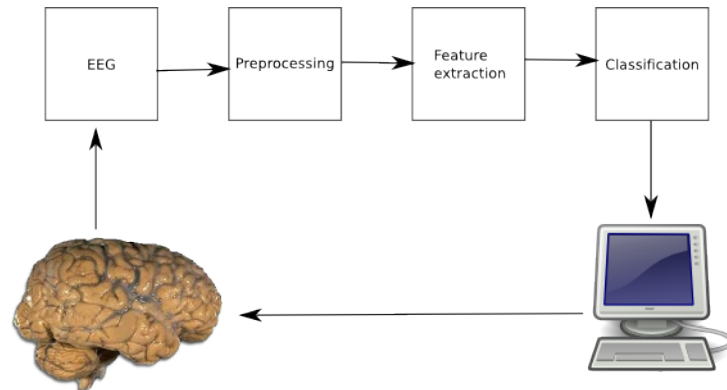 EEG
Preprocessing
Feature
extraction
Classification